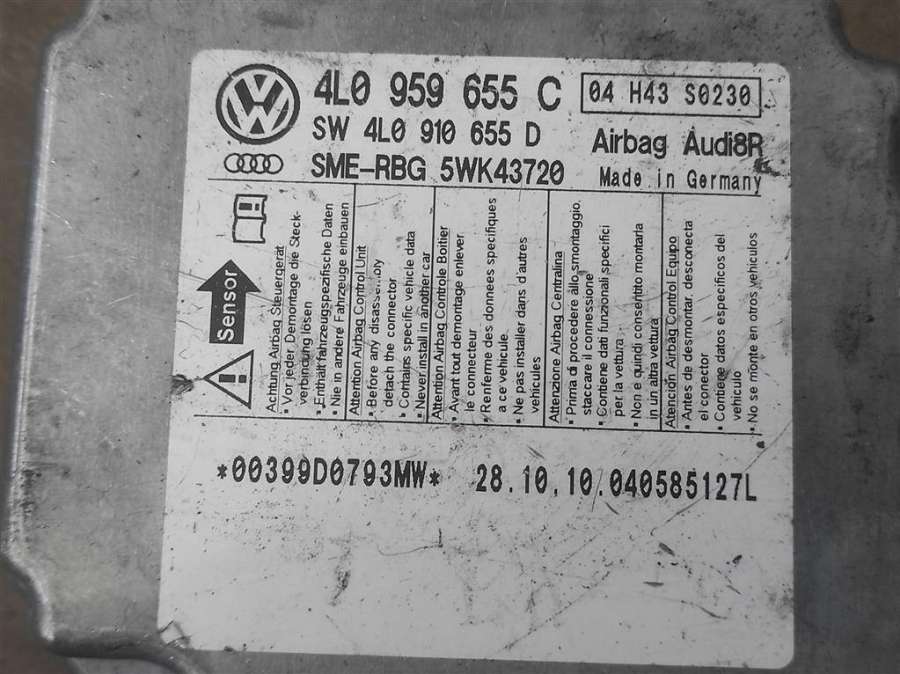 4L0 959 655 C
04 H43 S0230
SW 4L0 910 655 D
Airbag Audi8R
SME-RBG 5WK43720
Made in Germany
Sensor
Achtung Airbag Steuergerät
• Vor jeder Demontage die Steck-
verbindung lösen
• Enthält fahrzeugspezifische Daten
• Nie in andere Fahrzeuge einbauen
Attention Airbag Control Unit
• Before any disassembly
detach the connector
• Contains specific vehicle data
• Never install in another car
Attention Airbag Controle Boitier
• Avant tout demontage enlever
le connecteur
• Renferme des donnees specifiques
a ce vehicule
• Ne pas installer dans d'autres
vehicules
Attenzione Airbag Centralina
• Prima di procedere allo smontaggio
staccare il connessione
• Contiene dati funzionali specifici
per la vettura
• Non e quindi consentito montarla
in un altra vettura
Atención Airbag Control Equipo
• Antes de desmontar, desconecta
el conector
• Contiene datos especificos del
vehiculo
• No se monte en otros vehiculos
*00399D0793MW* 28.10.10.040585127L